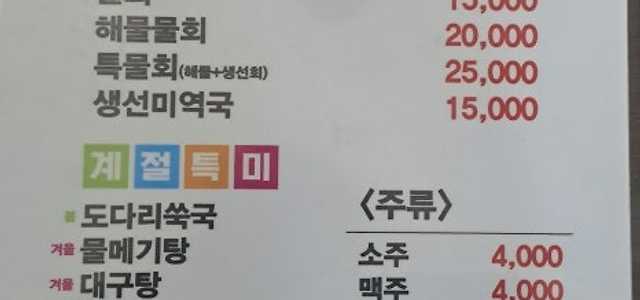 15,000
해물물회 20,000
특물회(해물+생선회) 25,000
생선미역국 15,000
계절특미
봄 도다리쑥국
겨울 물메기탕
겨울 대구탕
<주류>
소주 4,000
맥주 4,000